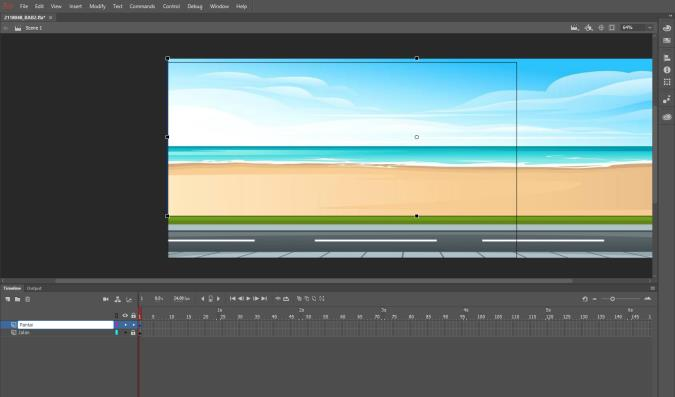 An File Edit View Insert Modify Text Commands Control Debug Window Help
Scene 1 64%
Timeline Output
1 0.0 s 24.00 fps
1s 2s 3s 4s 5s 6s
1 5 10 15 20 25 30 35 40 45 50 55 60 65 70 75 80 85 90 95 100 105 110 115 120 125 130 135 140 145
Pantai
Jalan